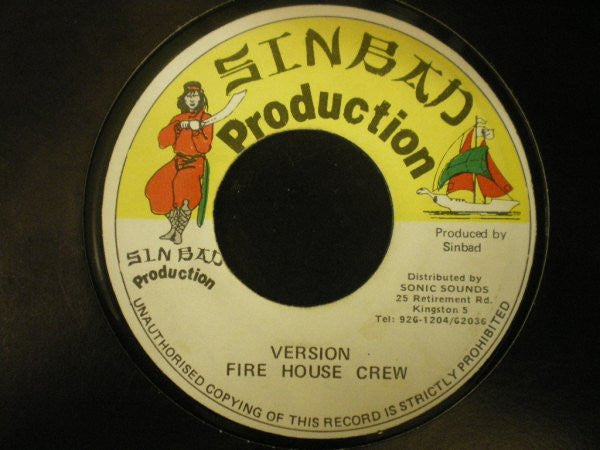 SINBAD
Production
SINBAD
Production
Produced by
Sinbad
Distributed by
SONIC SOUNDS
25 Retirement Rd.
Kingston 5
Tel: 926-1204/62036
VERSION
FIRE HOUSE CREW
UNAUTHORISED COPYING OF THIS RECORD IS STRICTLY PROHIBITED